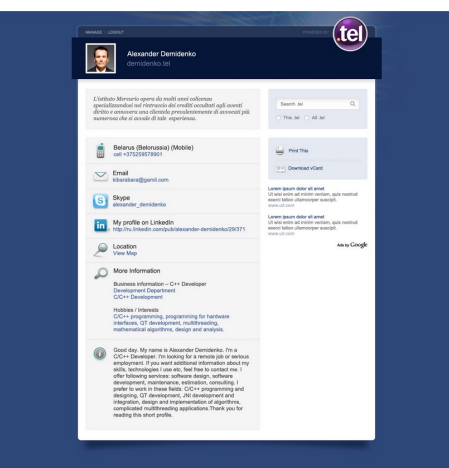 MANAGE LOGOUT
POWERED BY
.tel
Alexander Demidenko
demidenko.tel
L'istituto Mercurio opera da molti anni colicenza
specializzandosi nel rintraccio dei crediti occultati agli aventi
diritto e annovera una clientela prevalentemente di avvocati più
numerosa che si avvale di tale esperienza.
Search .tel
This .tel All .tel
Belarus (Belorussia) (Mobile)
cell +375259578901
Print This
Download vCard
Email
kibarabara@gamil.com
Skype
alexander_demidenko
My profile on LinkedIn
http://ru.linkedin.com/pub/alexander-demidenko/29/371
Location
View Map
Lorem ipsum dolor sit amet
Ut wisi enim ad minim veniam, quis nostrud
exerci tation ullamcorper suscipit.
www.url.com
Lorem ipsum dolor sit amet
Ut wisi enim ad minim veniam, quis nostrud
exerci tation ullamcorper suscipit.
www.url.com
Ads by Google
More Information
Business information -- C++ Developer
Development Department
C/C++ Development
Hobbies / Interests
C/C++ programming, programming for hardware
interfaces, QT development, multithreading,
mathematical algorithms, design and analysis.
Good day. My name is Alexander Demidenko. I'm a
C/C++ Developer. I'm looking for a remote job or serious
employment. If you want additional information about my
skills, technologies I use etc, feel free to contact me. I
offer following services: software design, software
development, maintenance, estimation, consulting. I
prefer to work in these fields: C/C++ programming and
designing, QT development, JNI development and
integration, design and implementation of algorithms,
complicated multithreading applications.Thank you for
reading this short profile.